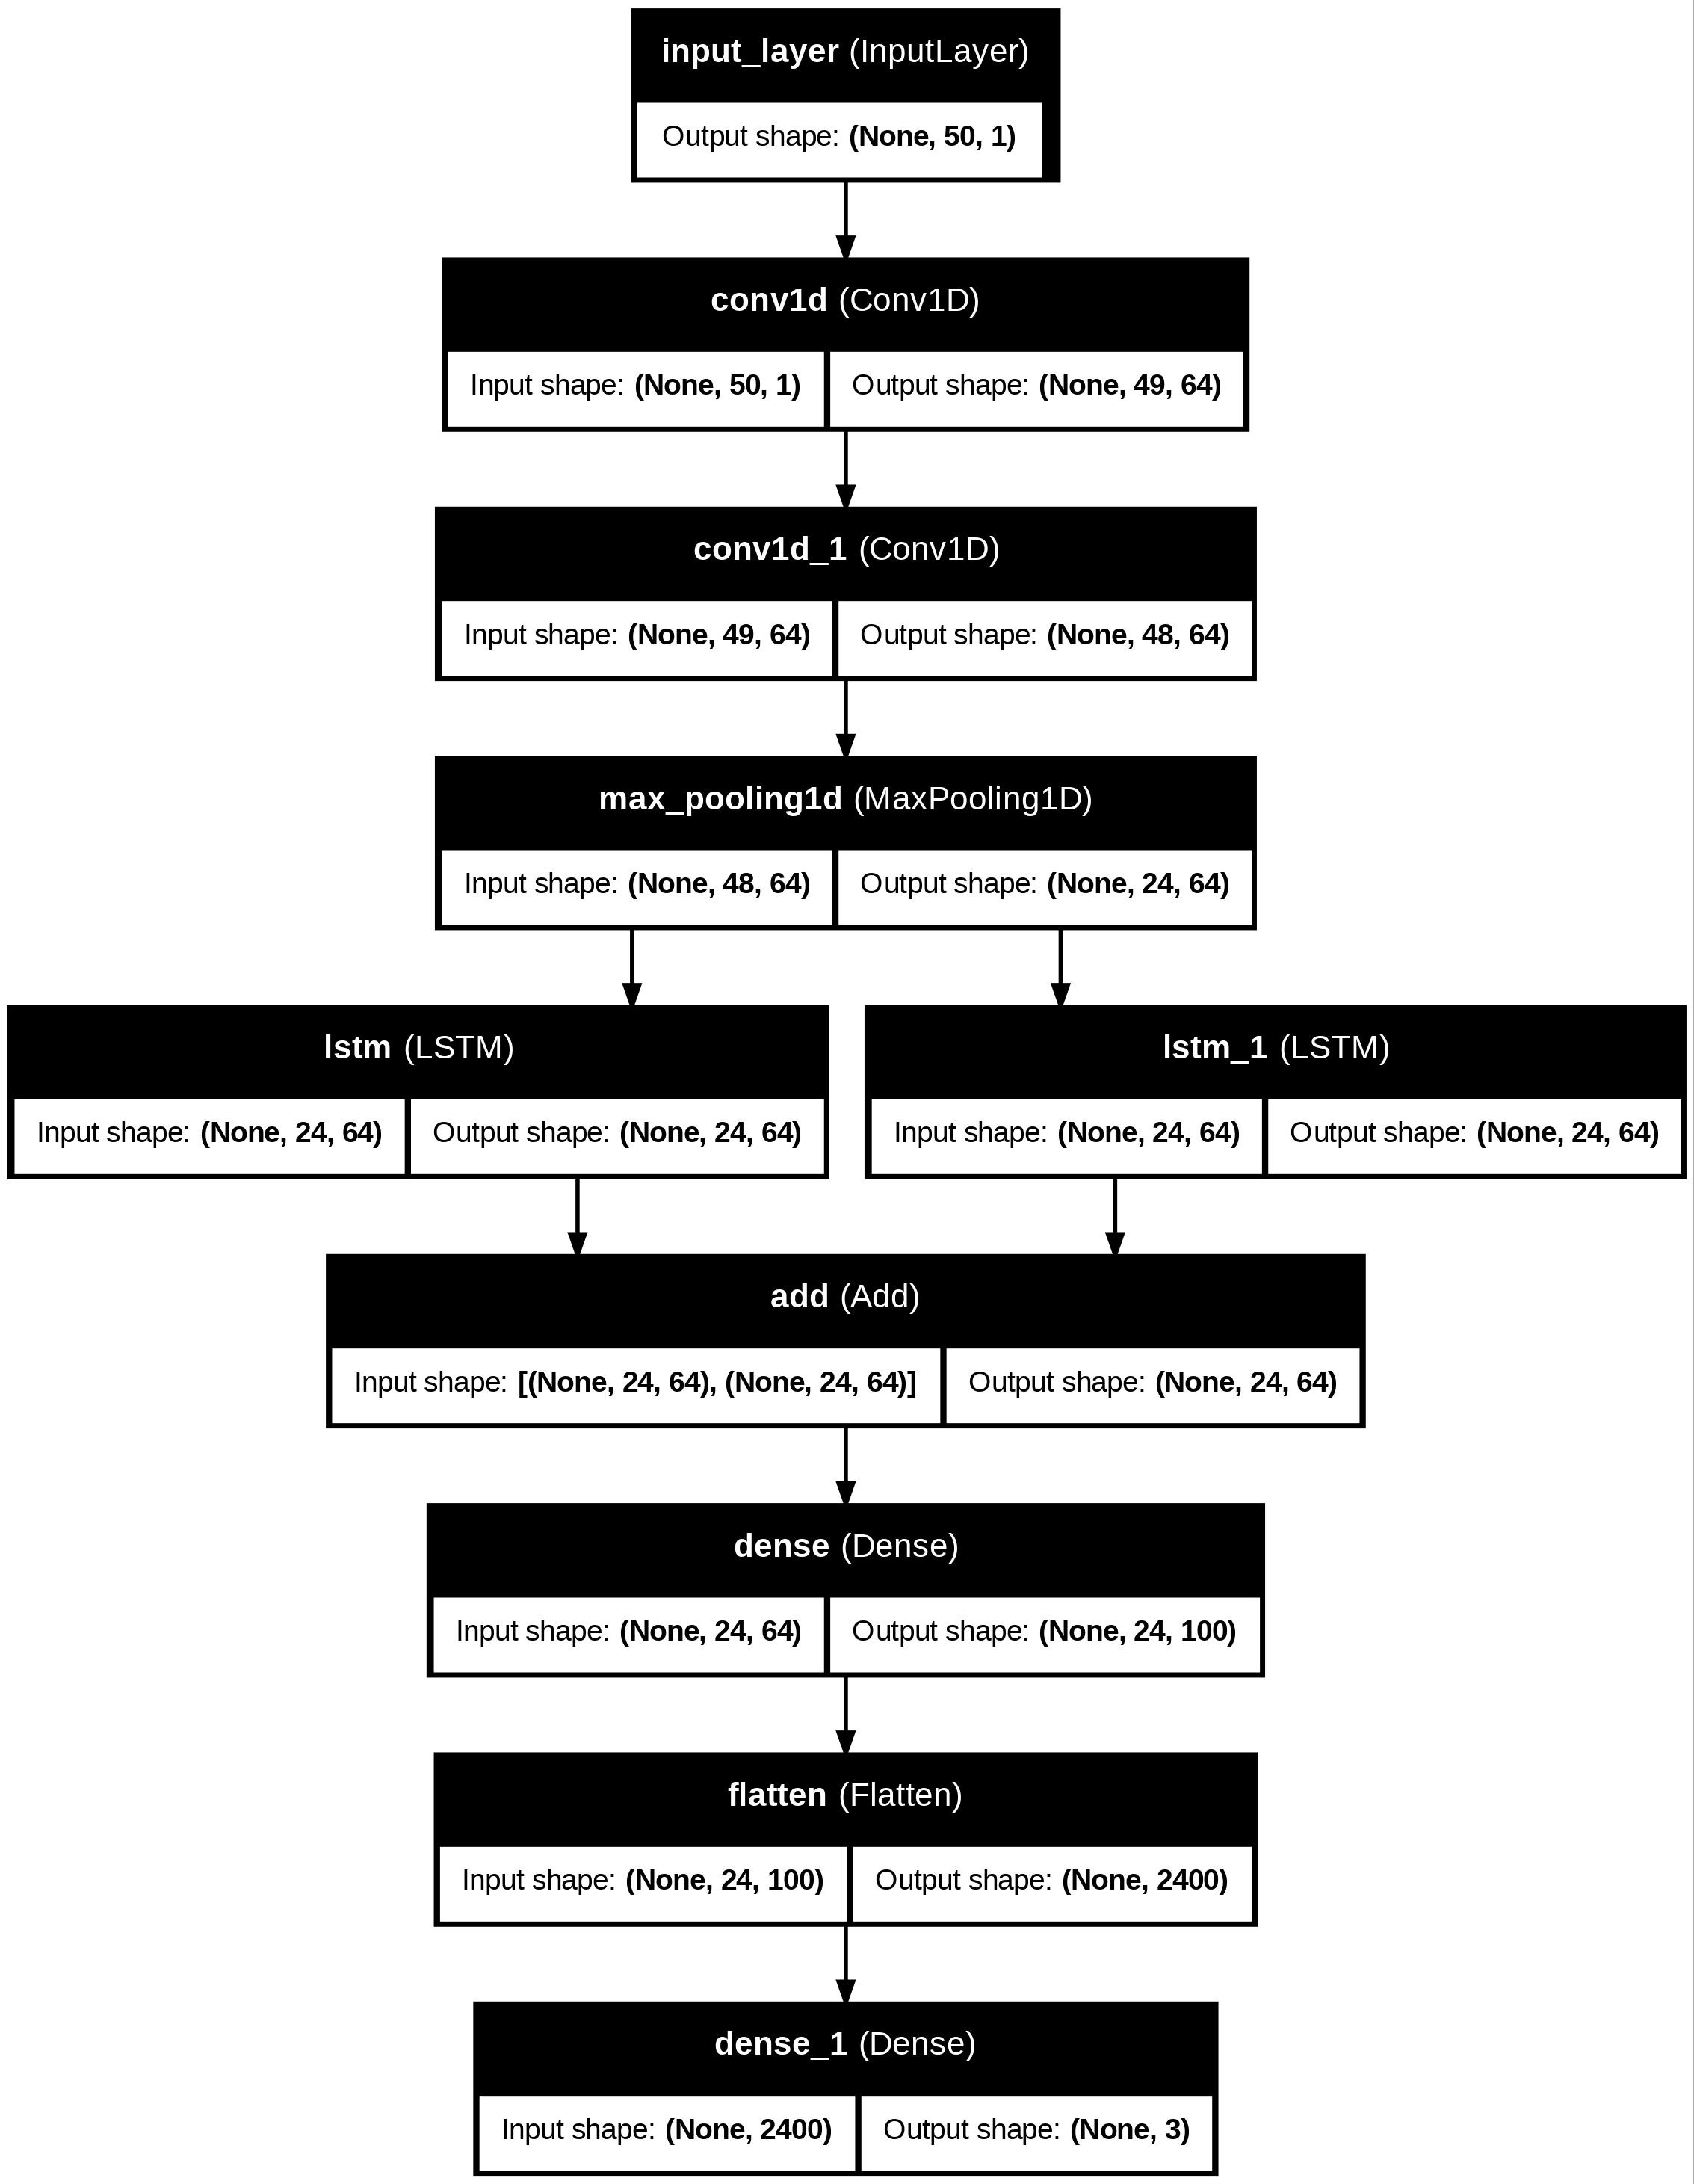 input_layer (InputLayer)
Output shape: (None, 50, 1)
conv1d (Conv1D)
Input shape: (None, 50, 1) Output shape: (None, 49, 64)
conv1d_1 (Conv1D)
Input shape: (None, 49, 64) Output shape: (None, 48, 64)
max_pooling1d (MaxPooling1D)
Input shape: (None, 48, 64) Output shape: (None, 24, 64)
lstm (LSTM)
Input shape: (None, 24, 64) Output shape: (None, 24, 64)
lstm_1 (LSTM)
Input shape: (None, 24, 64) Output shape: (None, 24, 64)
add (Add)
Input shape: [(None, 24, 64), (None, 24, 64)] Output shape: (None, 24, 64)
dense (Dense)
Input shape: (None, 24, 64) Output shape: (None, 24, 100)
flatten (Flatten)
Input shape: (None, 24, 100) Output shape: (None, 2400)
dense_1 (Dense)
Input shape: (None, 2400) Output shape: (None, 3)